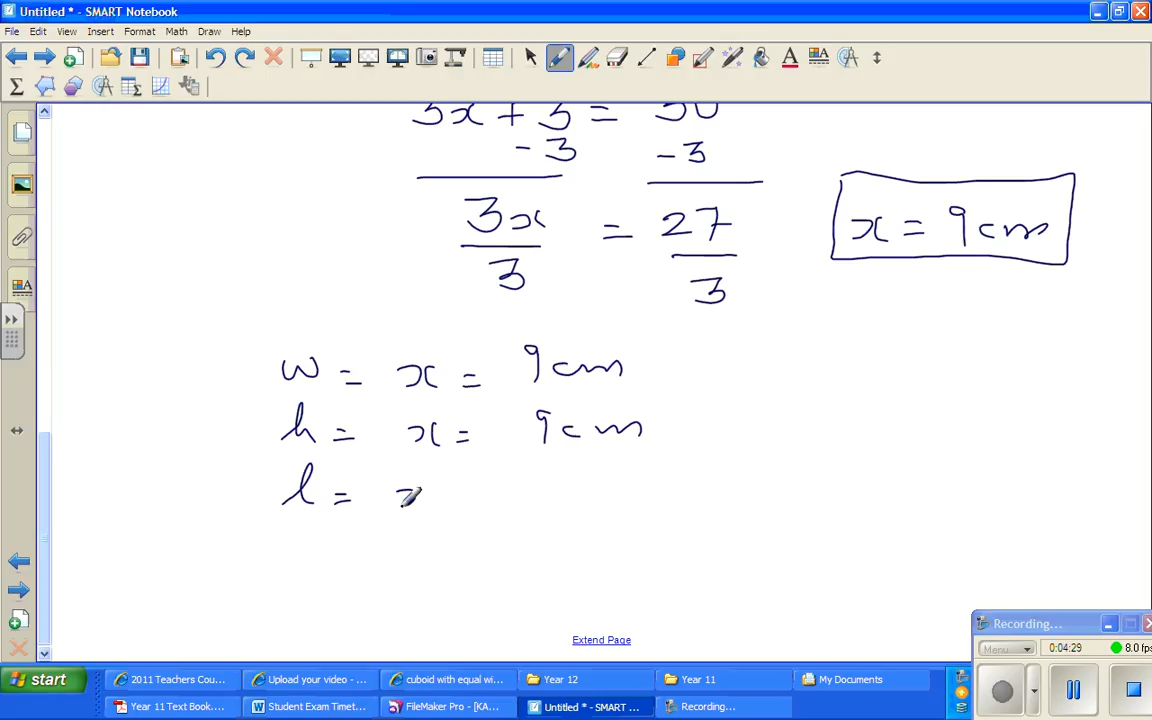 Untitled * - SMART Notebook
File Edit View Insert Format Math Draw Help
3x + 3 = 30
- 3 - 3
3x = 27
3 3
x = 9cm
w = x = 9cm
h = x = 9cm
l = x
Extend Page
Recording...
Menu 0:04:29 8.0 fps
start
2011 Teachers Cou...
Upload your video - ...
cuboid with equal wi...
Year 12
Year 11
My Documents
Year 11 Text Book....
Student Exam Timet...
FileMaker Pro - [KA...
Untitled * - SMART ...
Recording...